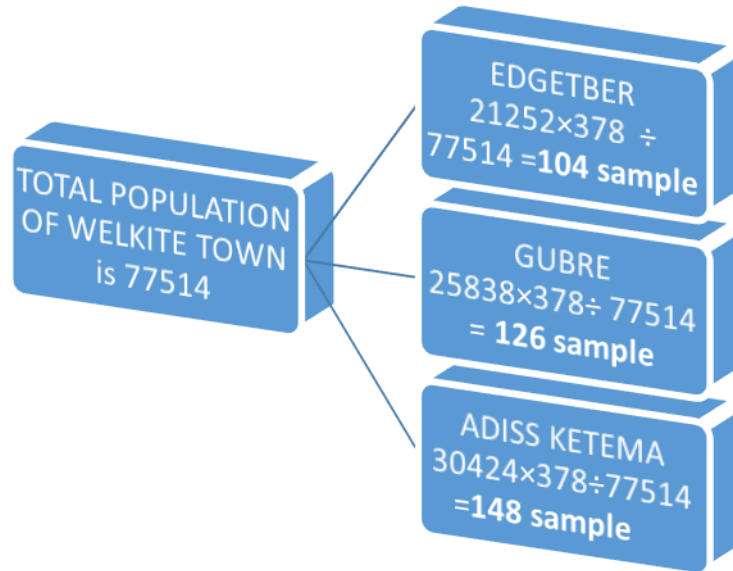 TOTAL POPULATION
OF WELKITE TOWN
is 77514
EDGETBER
21252×378 ÷
77514 =104 sample
GUBRE
25838×378÷ 77514
= 126 sample
ADISS KETEMA
30424×378÷77514
=148 sample